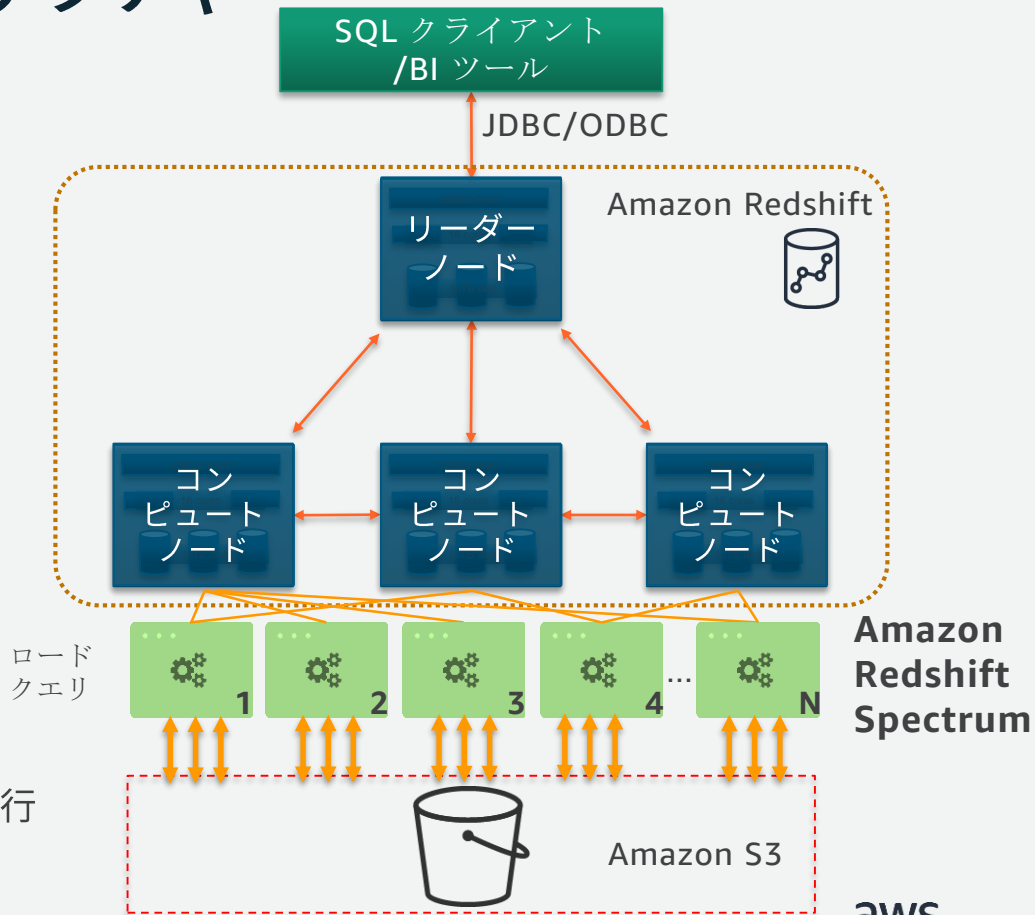 SQL クライアント
/BI ツール
JDBC/ODBC
Amazon Redshift
リーダー
ノード
コン
ピュート
ノード
コン
ピュート
ノード
コン
ピュート
ノード
ロード
クエリ
1
2
3
4
...
N
Amazon
Redshift
Spectrum
行
Amazon S3
aws